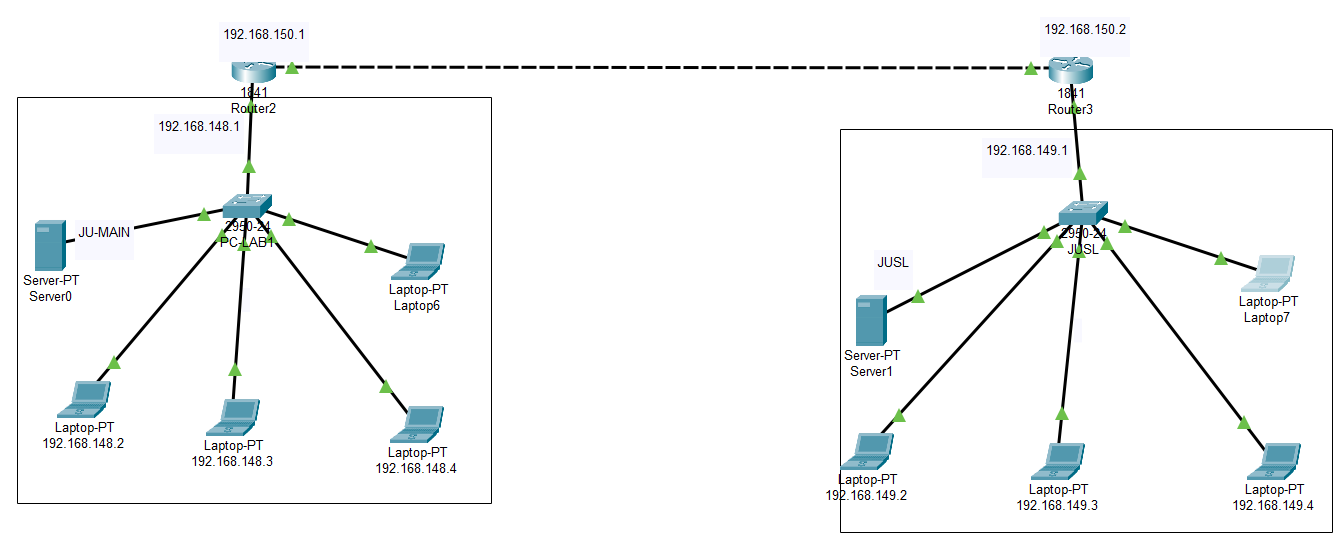 192.168.150.1
192.168.150.2
1841
Router2
1841
Router3
192.168.148.1
192.168.149.1
JU-MAIN
2950-24
PC-LAB1
2950-24
JUSL
Server-PT
Server0
Laptop-PT
Laptop6
JUSL
Laptop-PT
Laptop7
Server-PT
Server1
Laptop-PT
192.168.148.2
Laptop-PT
192.168.148.3
Laptop-PT
192.168.148.4
Laptop-PT
192.168.149.2
Laptop-PT
192.168.149.3
Laptop-PT
192.168.149.4